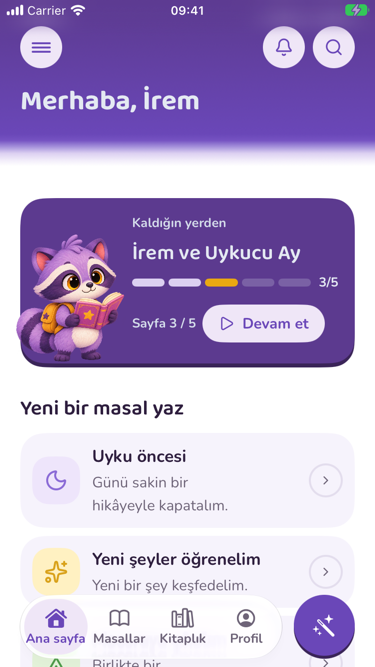 Carrier
09:41
Merhaba, İrem
Kaldığın yerden
İrem ve Uykucu Ay
3/5
Sayfa 3 / 5
Devam et
Yeni bir masal yaz
Uyku öncesi
Günü sakin bir
hikâyeyle kapatalım.
Yeni şeyler öğrenelim
Yeni bir şey keşfedelim.
Ana sayfa
Masallar
Kitaplık
Profil
Birlikte bir